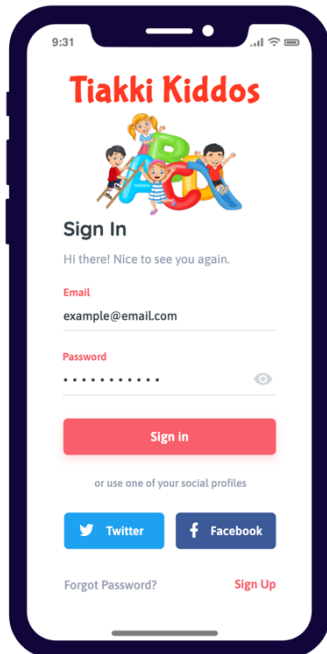 9:31
Tiakki Kiddos
A B C
Sign In
Hi there! Nice to see you again.
Email
example@email.com
Password
Sign in
or use one of your social profiles
Twitter
Facebook
Forgot Password?
Sign Up